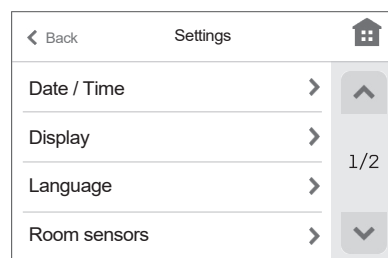 Back
Settings
Date / Time
Display
1/2
Language
Room sensors